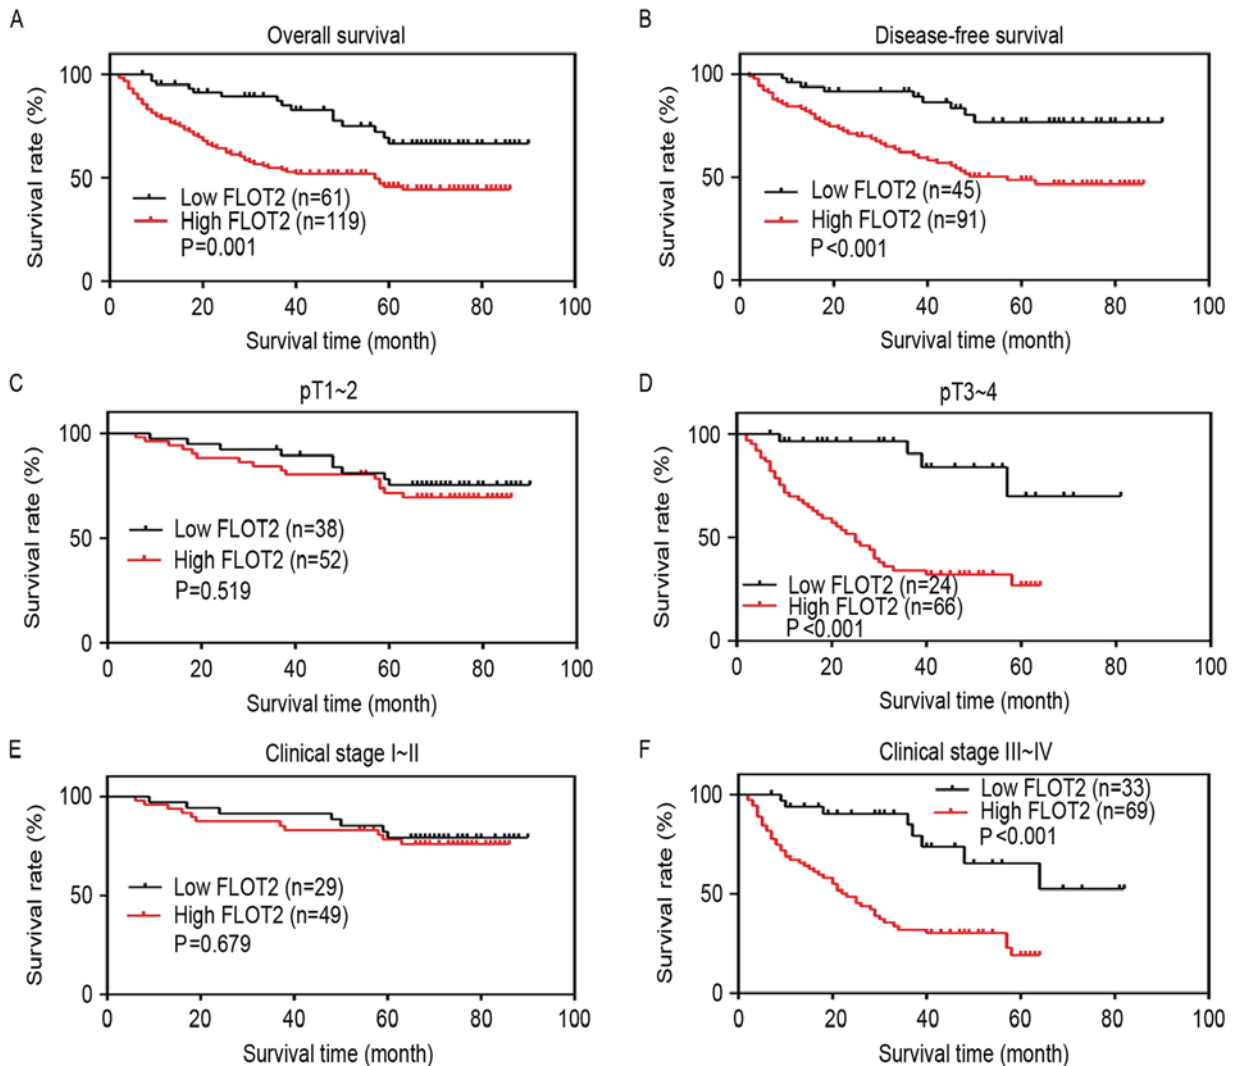 A
Overall survival
Survival rate (%)
100
50
0
Low FLOT2 (n=61)
High FLOT2 (n=119)
P=0.001
0 20 40 60 80 100
Survival time (month)
B
Disease-free survival
Survival rate (%)
100
50
0
Low FLOT2 (n=45)
High FLOT2 (n=91)
P<0.001
0 20 40 60 80 100
Survival time (month)
C
pT1~2
Survival rate (%)
100
50
0
Low FLOT2 (n=38)
High FLOT2 (n=52)
P=0.519
0 20 40 60 80 100
Survival time (month)
D
pT3~4
Survival rate (%)
100
50
0
Low FLOT2 (n=24)
High FLOT2 (n=66)
P<0.001
0 20 40 60 80 100
Survival time (month)
E
Clinical stage I~II
Survival rate (%)
100
50
0
Low FLOT2 (n=29)
High FLOT2 (n=49)
P=0.679
0 20 40 60 80 100
Survival time (month)
F
Clinical stage III~IV
Survival rate (%)
100
50
0
Low FLOT2 (n=33)
High FLOT2 (n=69)
P<0.001
0 20 40 60 80 100
Survival time (month)